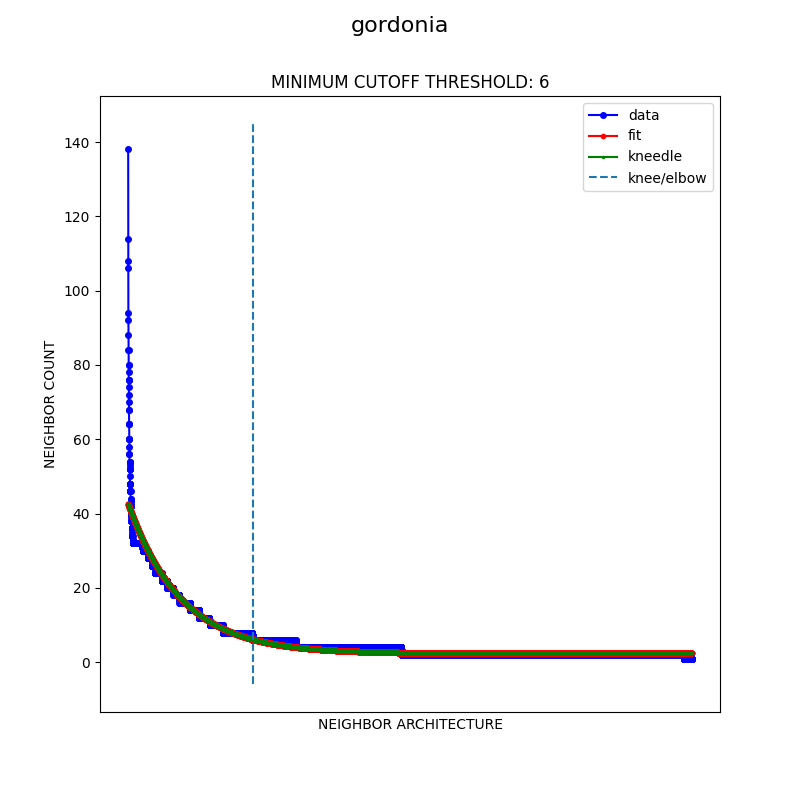 gordonia
MINIMUM CUTOFF THRESHOLD: 6
data
fit
kneedle
knee/elbow
140
120
100
80
60
40
20
0
NEIGHBOR COUNT
NEIGHBOR ARCHITECTURE